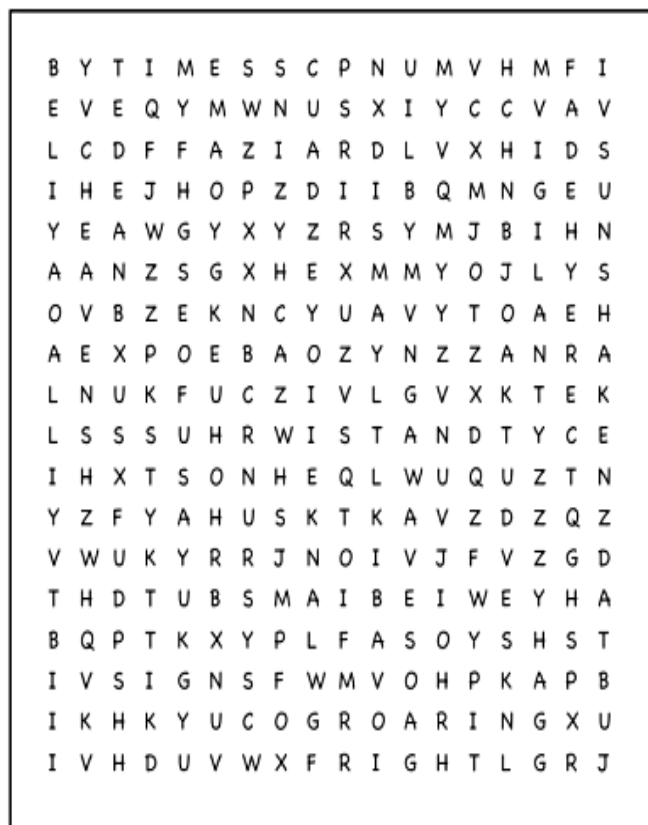 B Y T I M E S S C P N U M V H M F I
E V E Q Y M W N U S X I Y C C V A V
L C D F F A Z I A R D L V X H I D S
I H E J H O P Z D I I B Q M N G E U
Y E A W G Y X Y Z R S Y M J B I H N
A A N Z S G X H E X M M Y O J L Y S
O V B Z E K N C Y U A V Y T O A E H
A E X P O E B A O Z Y N Z Z A N R A
L N U K F U C Z I V L G V X K T E K
L S S S U H R W I S T A N D T Y C E
I H X T S O N H E Q L W U Q U Z T N
Y Z F Y A H U S K T K A V Z D Z Q Z
V W U K Y R R J N O I V J F V Z G D
T H D T U B S M A I B E I W E Y H A
B Q P T K X Y P L F A S O Y S H S T
I V S I G N S F W M V O H P K A P B
I K H K Y U C O G R O A R I N G X U
I V H D U V W X F R I G H T L G R J